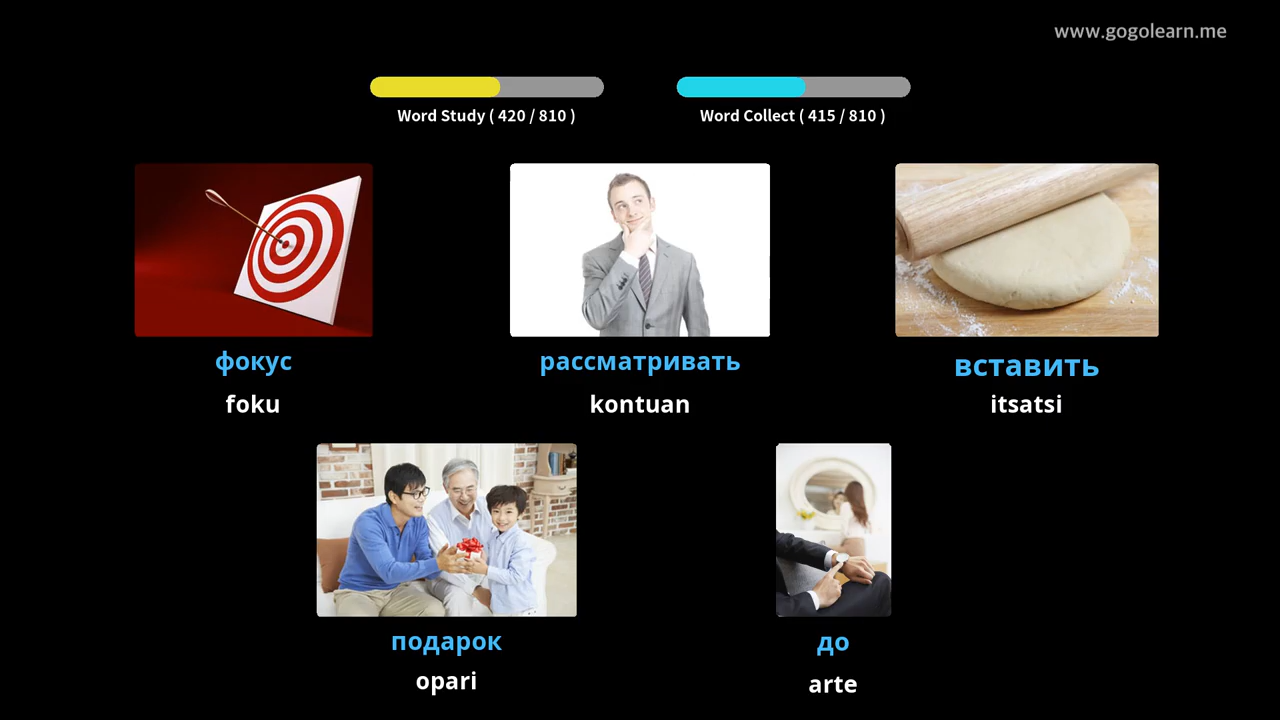 www.gogolearn.me
Word Study ( 420 / 810 )
Word Collect ( 415 / 810 )
фокус
рассматривать
вставить
foku
kontuan
itsatsi
подарок
до
opari
arte